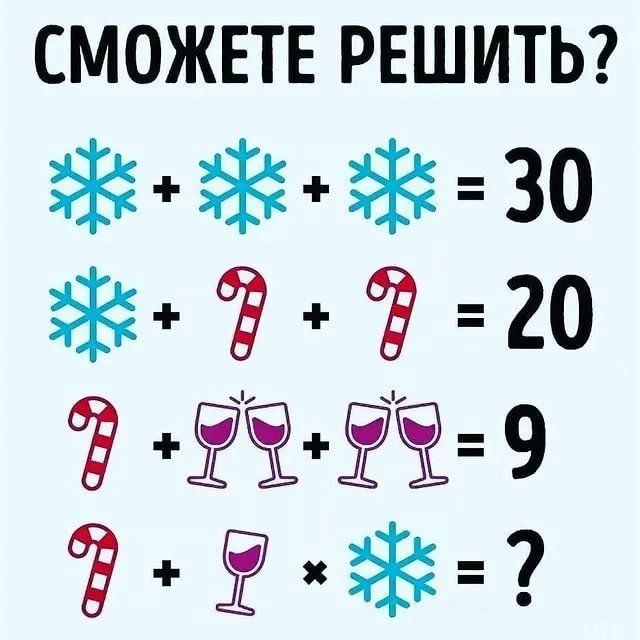 СМОЖЕТЕ РЕШИТЬ?
+ + = 30
+ + = 20
+ + = 9
+ × = ?